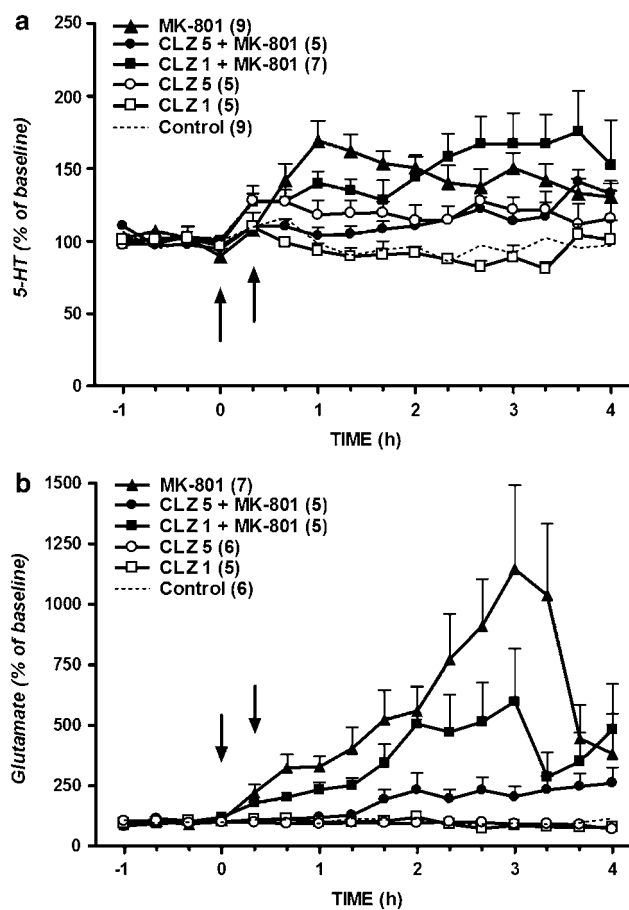 a
250
200
150
100
50
0
5-HT (% of baseline)
MK-801 (9)
CLZ 5 + MK-801 (5)
CLZ 1 + MK-801 (7)
CLZ 5 (5)
CLZ 1 (5)
Control (9)
-1 0 1 2 3 4
TIME (h)
b
1500
1250
1000
750
500
250
0
Glutamate (% of baseline)
MK-801 (7)
CLZ 5 + MK-801 (5)
CLZ 1 + MK-801 (5)
CLZ 5 (6)
CLZ 1 (5)
Control (6)
-1 0 1 2 3 4
TIME (h)